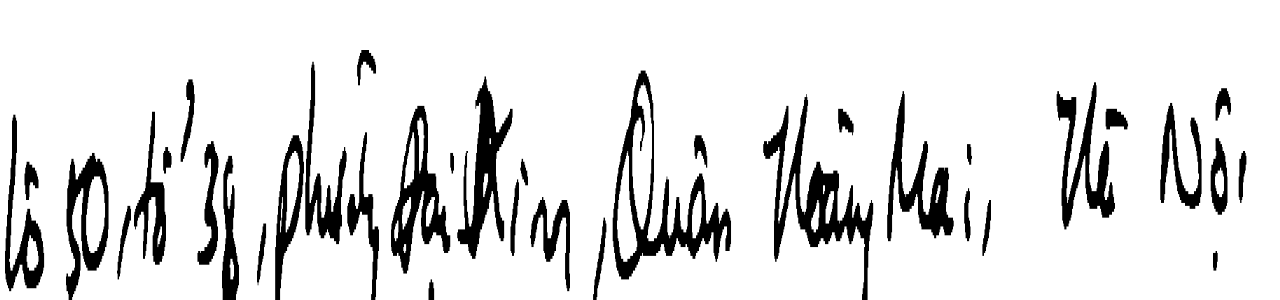 Lô 50, tổ 38, phường Đại Kim, Quận Hoàng Mai, Hà Nội